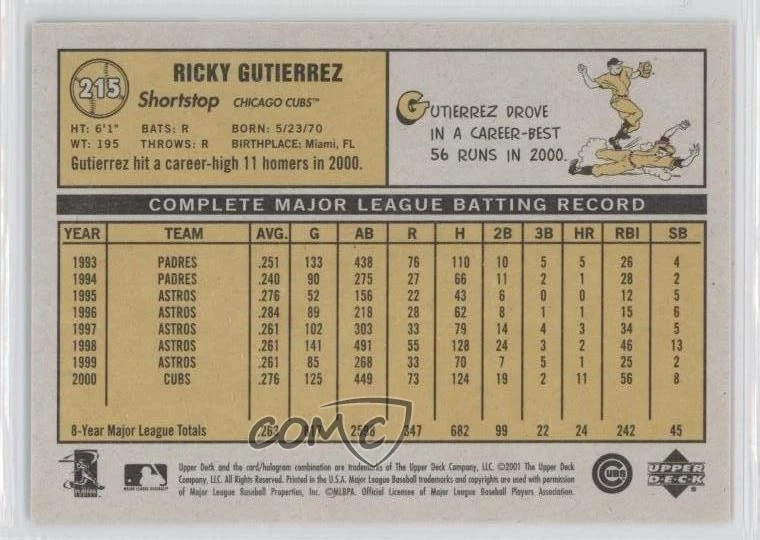 215
RICKY GUTIERREZ
Shortstop CHICAGO CUBS™
HT: 6'1" BATS: R BORN: 5/23/70
WT: 195 THROWS: R BIRTHPLACE: Miami, FL
Gutierrez hit a career-high 11 homers in 2000.
GUTIERREZ DROVE
IN A CAREER-BEST
56 RUNS IN 2000.
COMPLETE MAJOR LEAGUE BATTING RECORD
YEAR TEAM AVG. G AB R H 2B 3B HR RBI SB
1993 PADRES .251 133 438 76 110 10 5 5 26 4
1994 PADRES .240 90 275 27 66 11 2 1 28 2
1995 ASTROS .276 52 156 22 43 6 0 0 12 5
1996 ASTROS .284 89 218 28 62 8 1 1 15 6
1997 ASTROS .261 102 303 33 79 14 4 3 34 5
1998 ASTROS .261 141 491 55 128 24 3 2 46 13
1999 ASTROS .261 85 268 33 70 7 5 1 25 2
2000 CUBS .276 125 449 73 124 19 2 11 56 8
8-Year Major League Totals .263 817 2598 347 682 99 22 24 242 45
COMC
Upper Deck and the card/hologram combination are trademarks of The Upper Deck Company, LLC. ©2001 The Upper Deck
Company, LLC. All Rights Reserved. Printed in the U.S.A. Major League Baseball trademarks and copyrights are used with permission
of Major League Baseball Properties, Inc. ©MLBPA. Official Licensee of Major League Baseball Players Association.
CUBS
UPPER
DECK